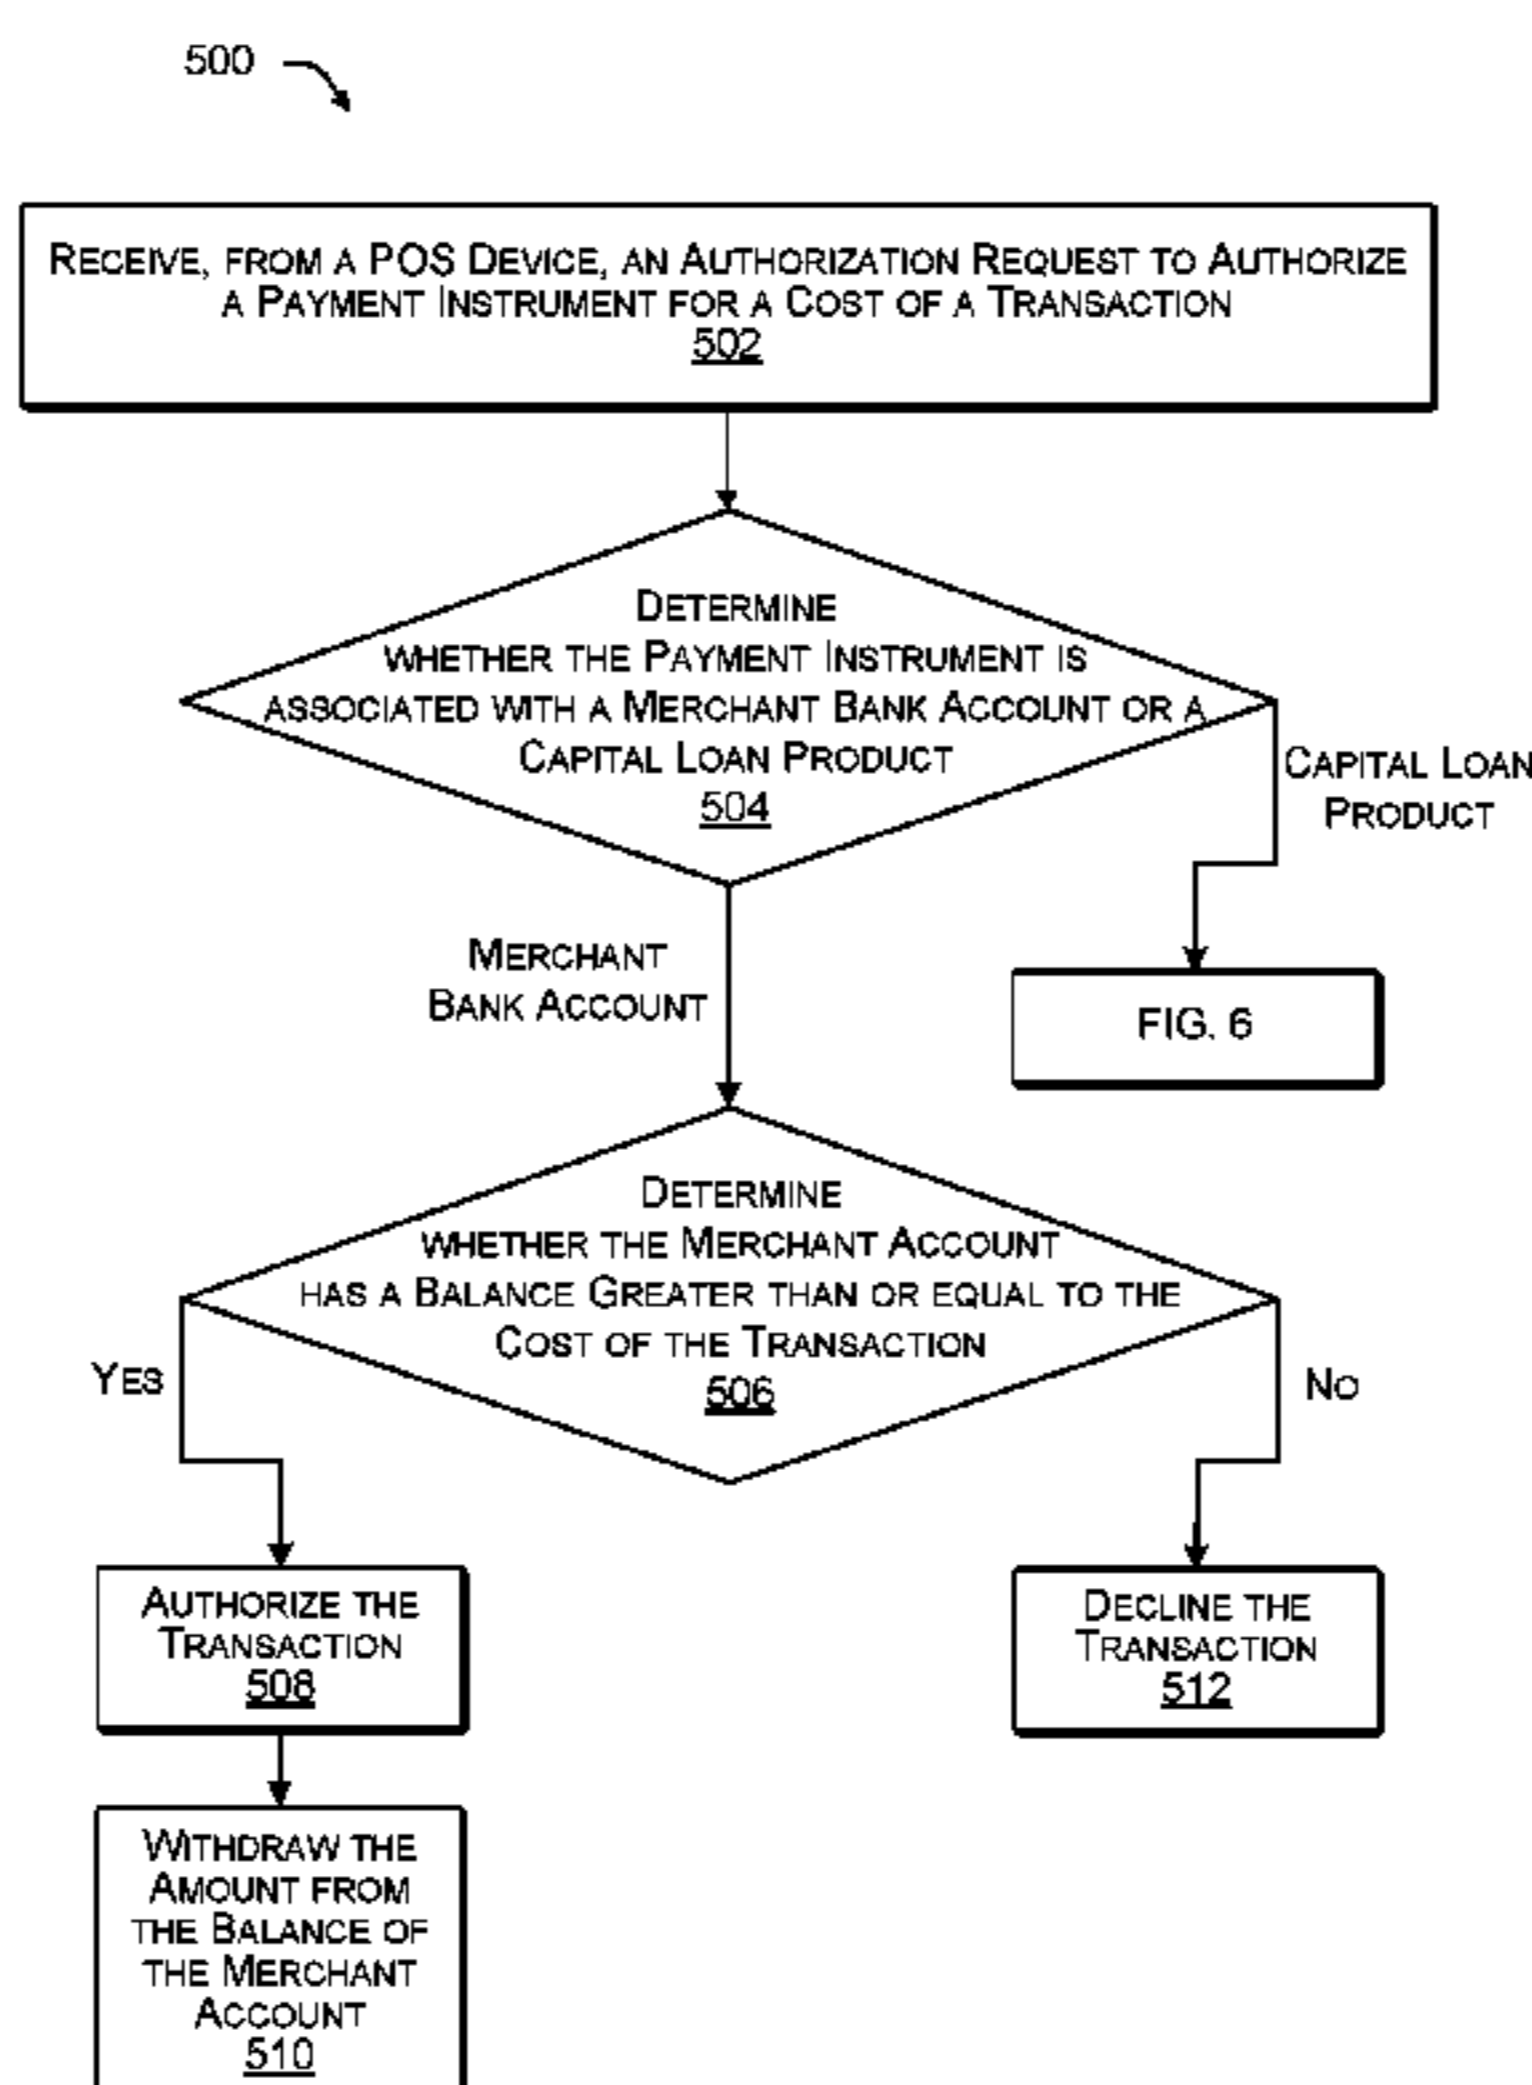 500
RECEIVE, FROM A POS DEVICE, AN AUTHORIZATION REQUEST TO AUTHORIZE
A PAYMENT INSTRUMENT FOR A COST OF A TRANSACTION
502
DETERMINE
WHETHER THE PAYMENT INSTRUMENT IS
ASSOCIATED WITH A MERCHANT BANK ACCOUNT OR A
CAPITAL LOAN PRODUCT
504
CAPITAL LOAN
PRODUCT
MERCHANT
BANK ACCOUNT
FIG. 6
DETERMINE
WHETHER THE MERCHANT ACCOUNT
HAS A BALANCE GREATER THAN OR EQUAL TO THE
COST OF THE TRANSACTION
506
YES
NO
AUTHORIZE THE
TRANSACTION
508
DECLINE THE
TRANSACTION
512
WITHDRAW THE
AMOUNT FROM
THE BALANCE OF
THE MERCHANT
ACCOUNT
510